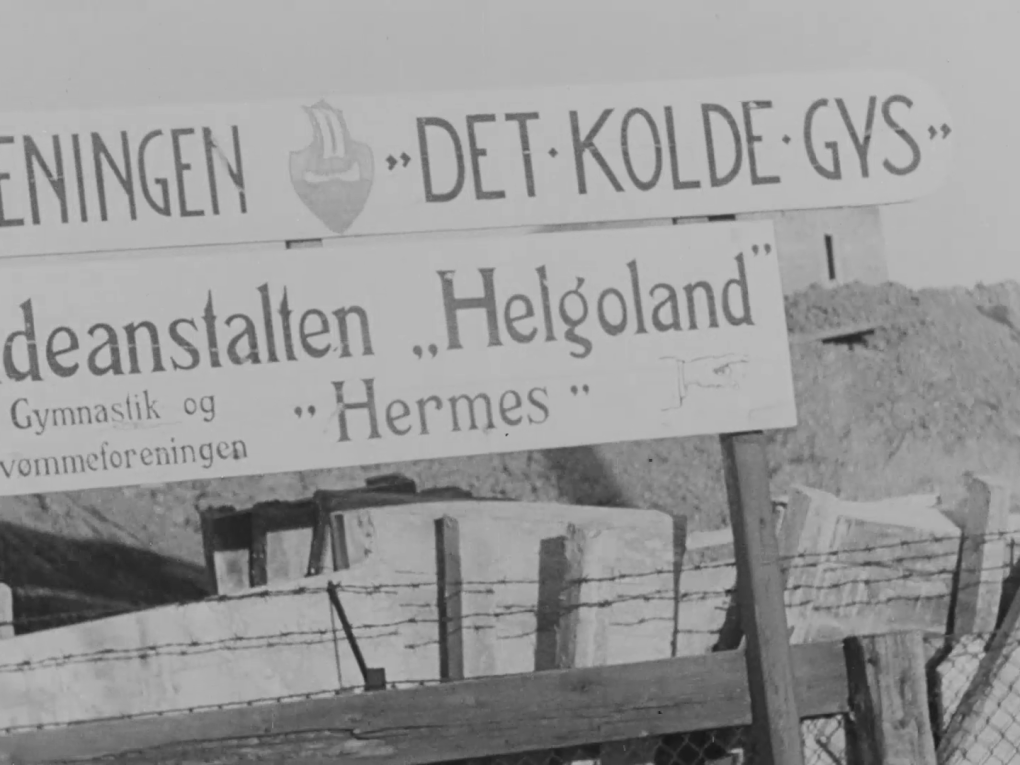 ENINGEN „DET·KOLDE·GYS”
deanstalten „Helgoland”
Gymnastik og „Hermes”
vømmeforeningen